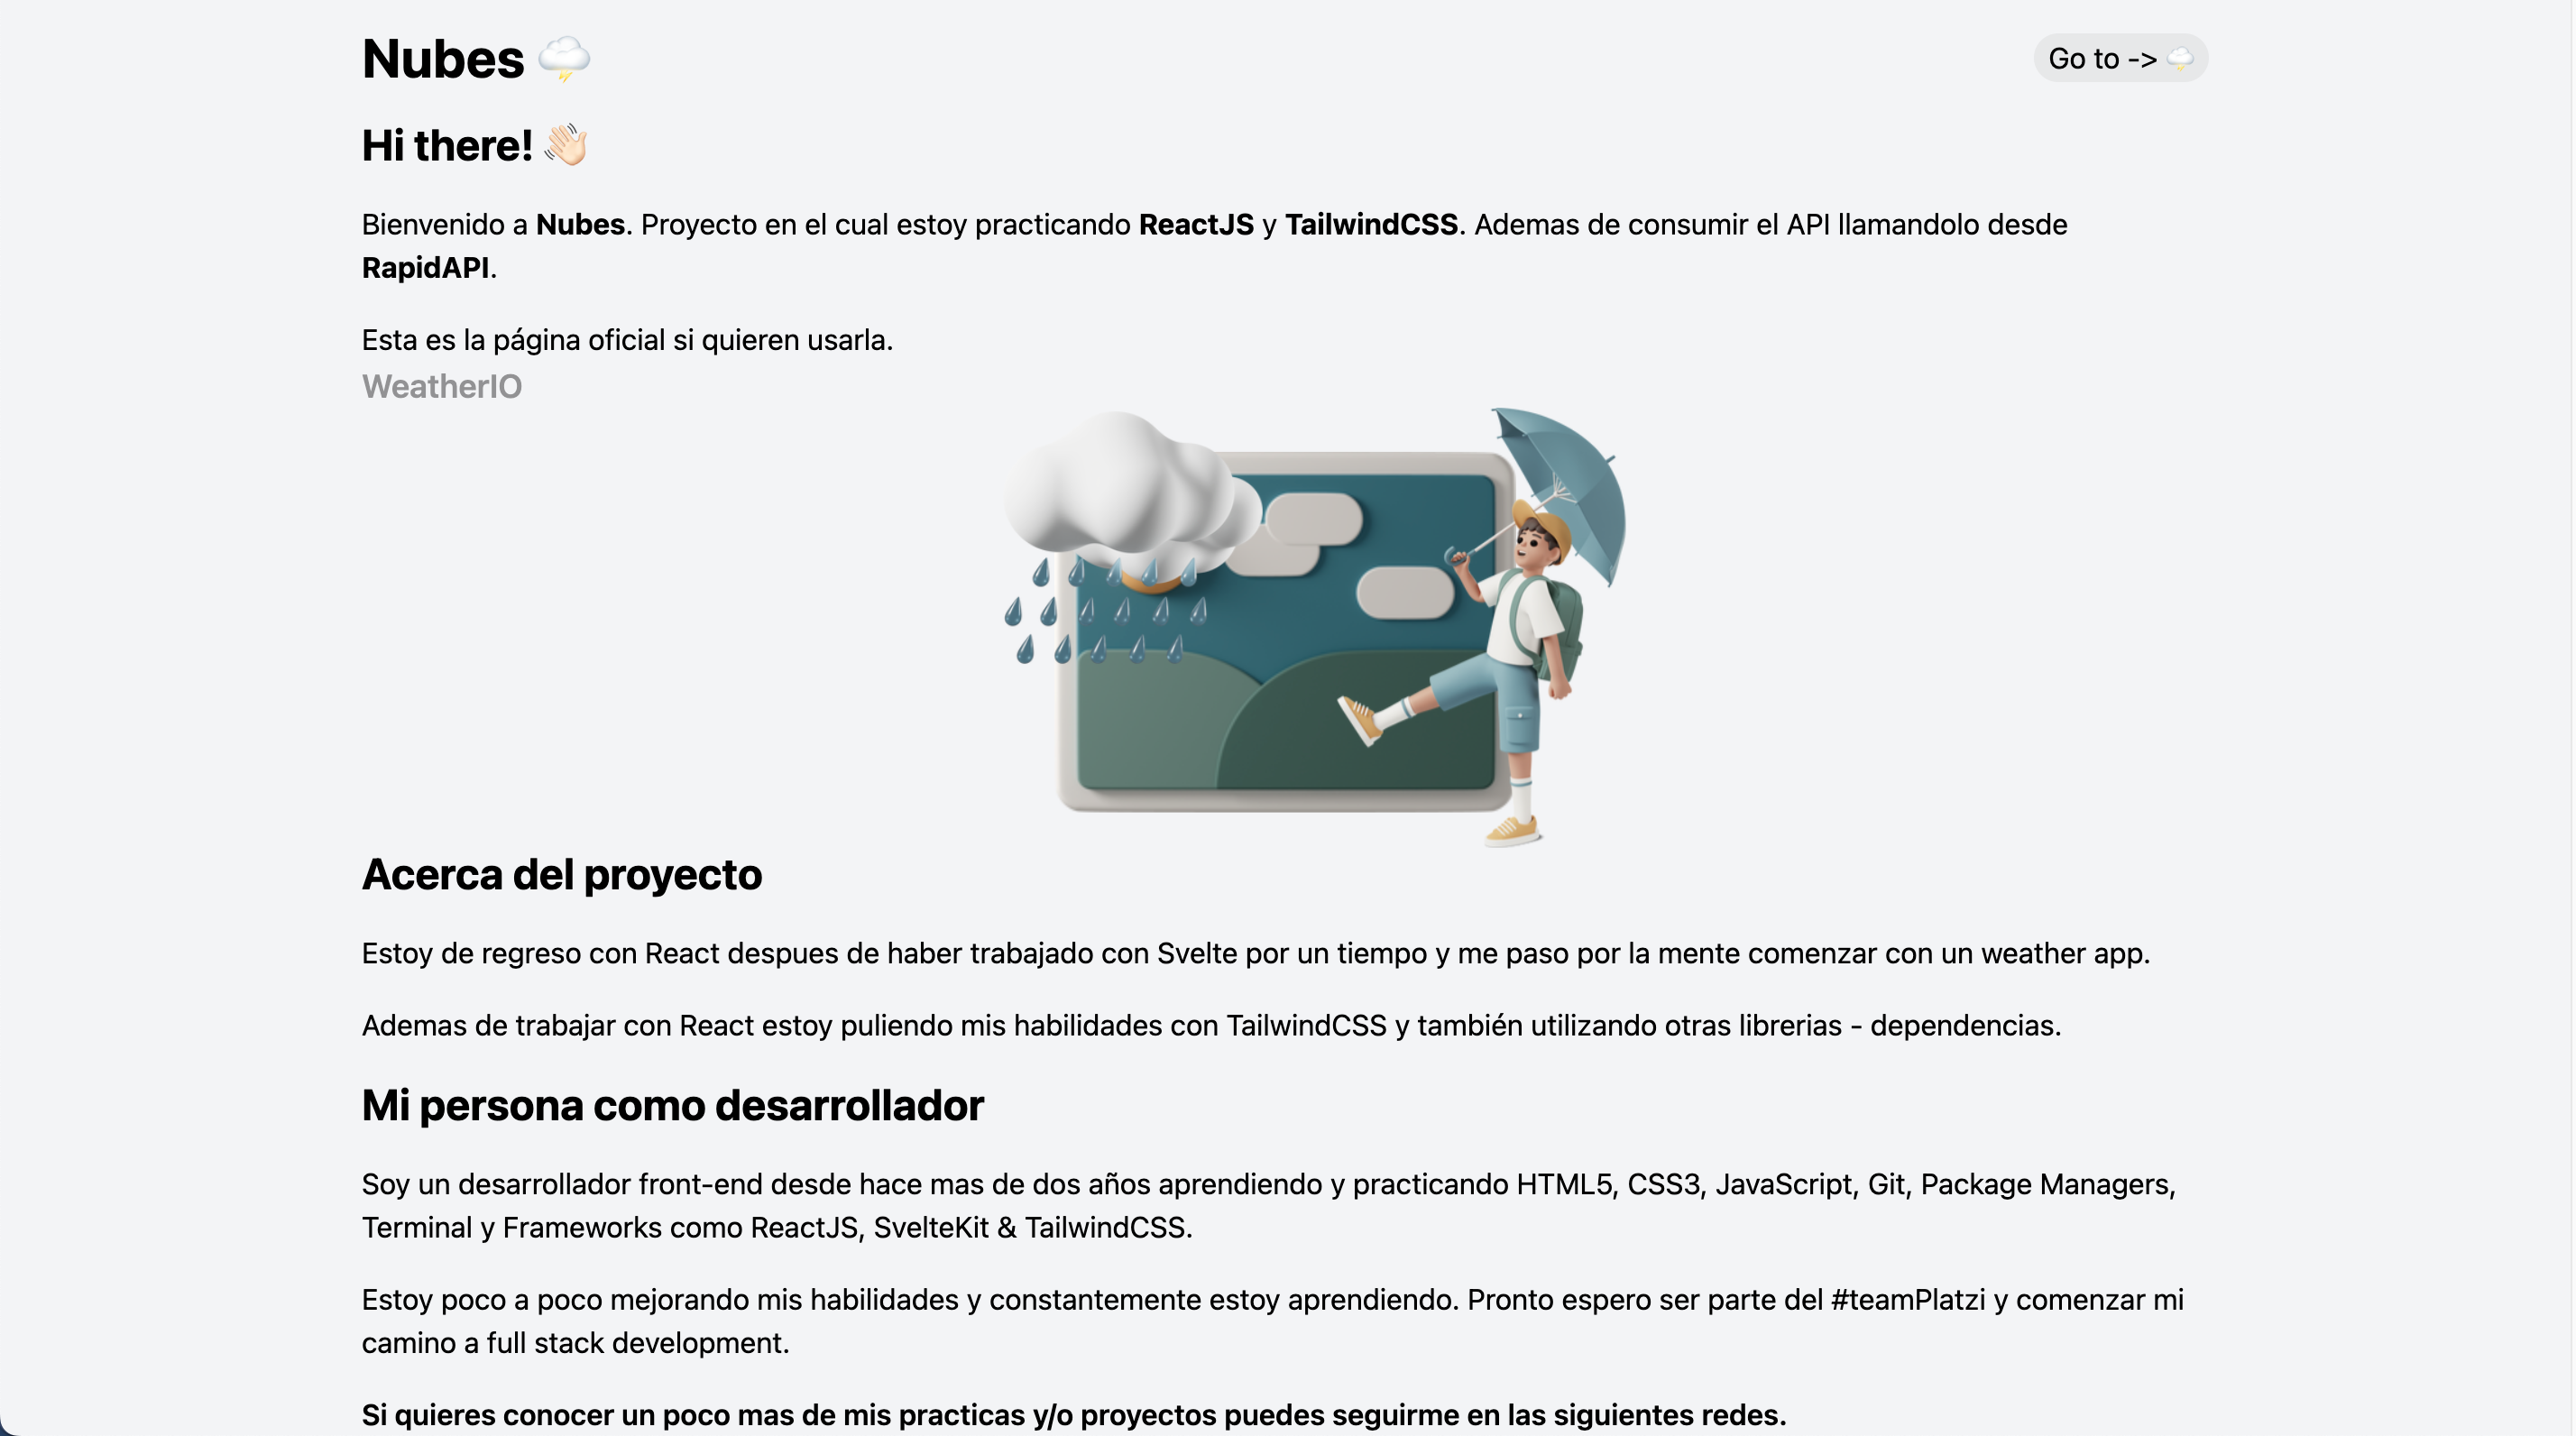 Nubes 🌩️
Go to -> 🌩️
Hi there! 👋🏻
Bienvenido a Nubes. Proyecto en el cual estoy practicando ReactJS y TailwindCSS. Ademas de consumir el API llamandolo desde
RapidAPI.
Esta es la página oficial si quieren usarla.
WeatherIO
Acerca del proyecto
Estoy de regreso con React despues de haber trabajado con Svelte por un tiempo y me paso por la mente comenzar con un weather app.
Ademas de trabajar con React estoy puliendo mis habilidades con TailwindCSS y también utilizando otras librerias - dependencias.
Mi persona como desarrollador
Soy un desarrollador front-end desde hace mas de dos años aprendiendo y practicando HTML5, CSS3, JavaScript, Git, Package Managers,
Terminal y Frameworks como ReactJS, SvelteKit & TailwindCSS.
Estoy poco a poco mejorando mis habilidades y constantemente estoy aprendiendo. Pronto espero ser parte del #teamPlatzi y comenzar mi
camino a full stack development.
Si quieres conocer un poco mas de mis practicas y/o proyectos puedes seguirme en las siguientes redes.